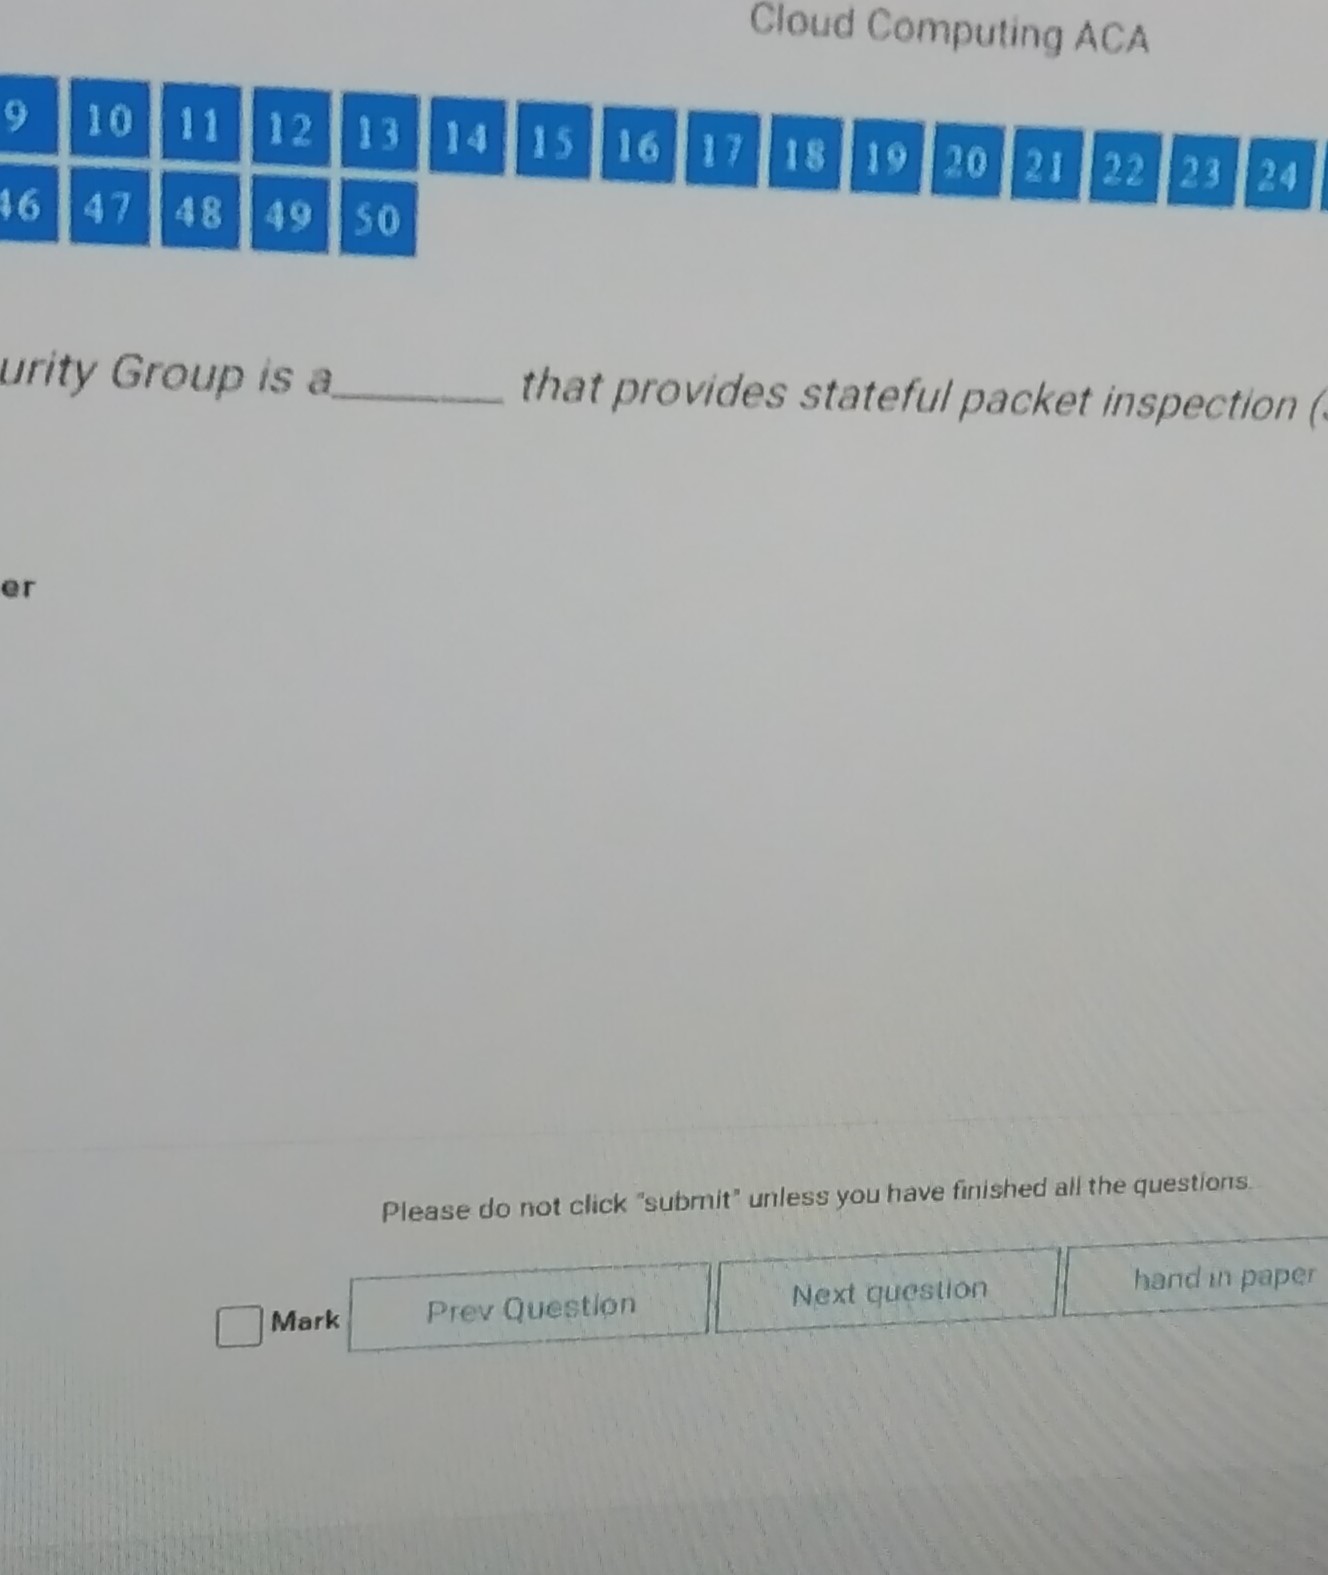 Cloud Computing ACA
9 10 11 12 13 14 15 16 17 18 19 20 21 22 23 24
46 47 48 49 50
urity Group is a______ that provides stateful packet inspection (
er
Please do not click "submit" unless you have finished all the questions.
Mark Prev Question Next question hand in paper